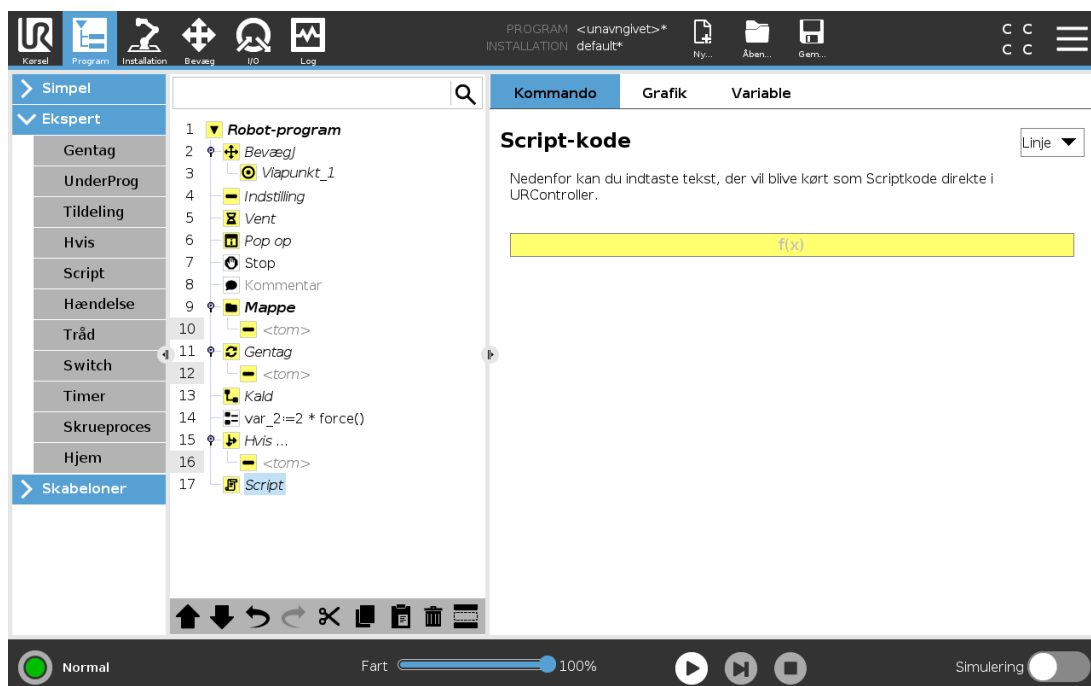 PROGRAM <unavngivet>*
INSTALLATION default*
UR
Kørsel
Program
Installation
Bevæg
I/O
Log
Ny...
Åben...
Gem...
C C
C C
Simpel
Ekspert
Gentag
UnderProg
Tildeling
Hvis
Script
Hændelse
Tråd
Switch
Timer
Skrueproces
Hjem
Skabeloner
1 Robot-program
2 BevægJ
3 Viapunkt_1
4 Indstilling
5 Vent
6 Pop op
7 Stop
8 Kommentar
9 Mappe
10 <tom>
11 Gentag
12 <tom>
13 Kald
14 var_2:=2 * force()
15 Hvis ...
16 <tom>
17 Script
Kommando Grafik Variable
Script-kode
Linje
Nedenfor kan du indtaste tekst, der vil blive kørt som Scriptkode direkte i
URController.
f(x)
Normal
Fart
100%
Simulering